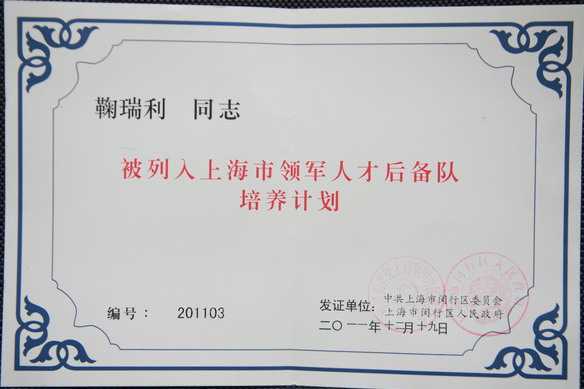 鞠瑞利 同志
被列入上海市领军人才后备队
培养计划
编号: 201103
发证单位: 中共上海市闵行区委员会
上海市闵行区人民政府
二〇一一年十二月十九日